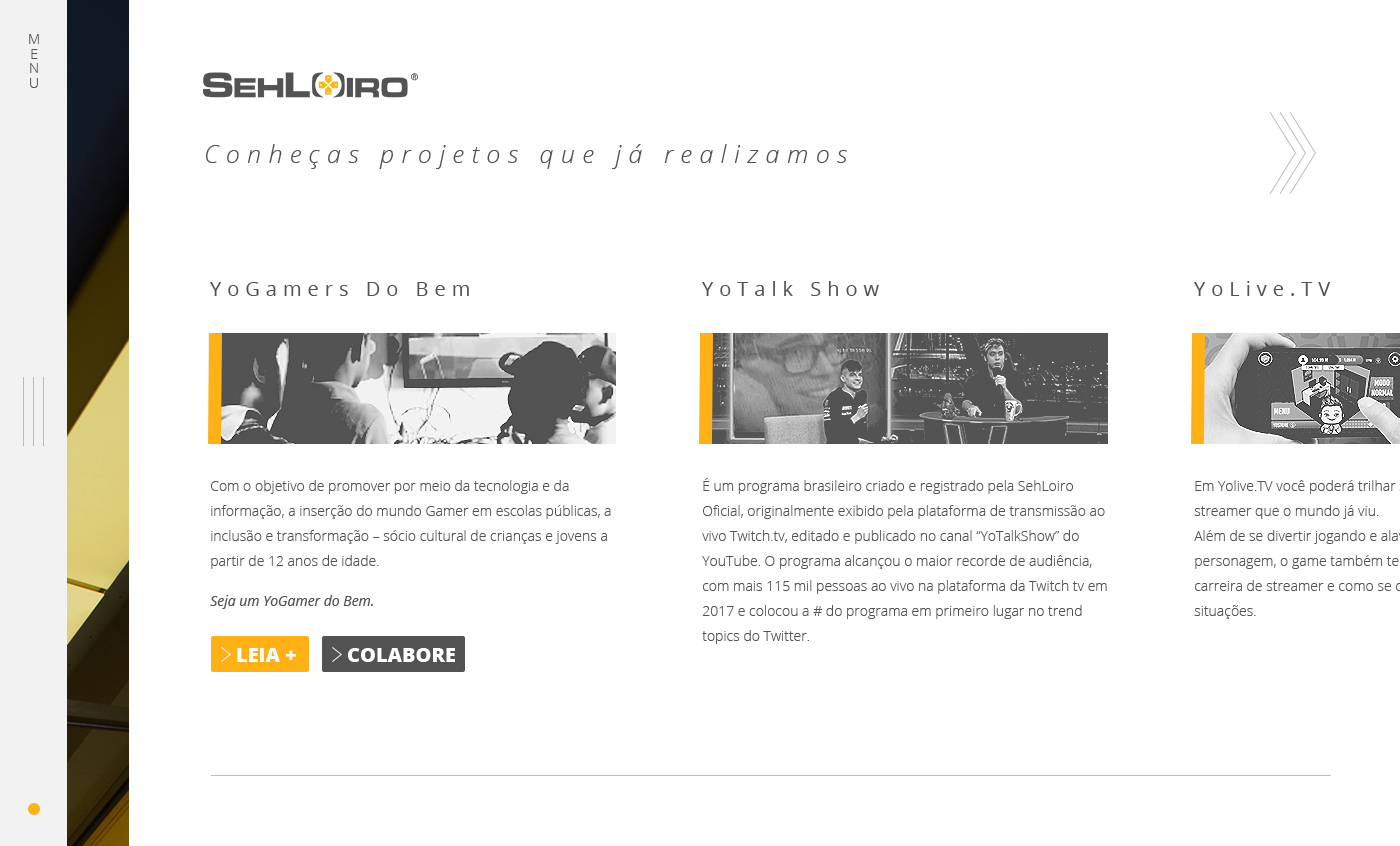 MENU
SEHLOIRO®
Conheças projetos que já realizamos
YoGamers Do Bem
Com o objetivo de promover por meio da tecnologia e da
informação, a inserção do mundo Gamer em escolas públicas, a
inclusão e transformação – sócio cultural de crianças e jovens a
partir de 12 anos de idade.
Seja um YoGamer do Bem.
LEIA +
COLABORE
YoTalk Show
É um programa brasileiro criado e registrado pela SehLoiro
Oficial, originalmente exibido pela plataforma de transmissão ao
vivo Twitch.tv, editado e publicado no canal “YoTalkShow” do
YouTube. O programa alcançou o maior recorde de audiência,
com mais 115 mil pessoas ao vivo na plataforma da Twitch tv em
2017 e colocou a # do programa em primeiro lugar no trend
topics do Twitter.
YoLive.TV
MODO
NORMAL
MENU
Em Yolive.TV você poderá trilhar
streamer que o mundo já viu.
Além de se divertir jogando e
personagem, o game também
carreira de streamer e como se
situações.